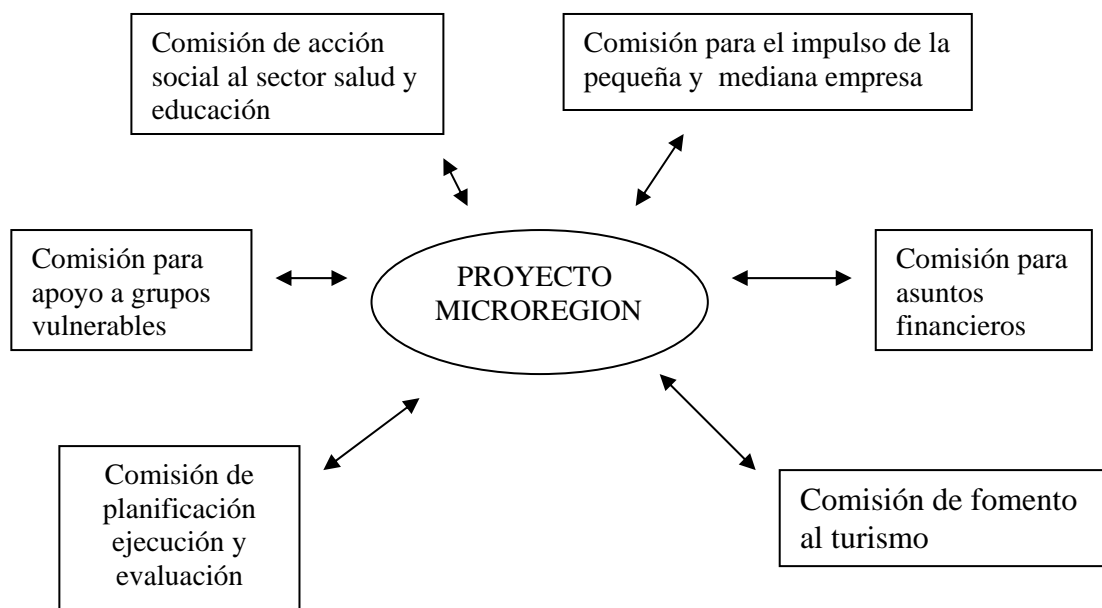 Comisión de acción
social al sector salud y
educación
Comisión para el impulso de la
pequeña y mediana empresa
Comisión para
apoyo a grupos
vulnerables
PROYECTO
MICROREGION
Comisión para
asuntos
financieros
Comisión de
planificación
ejecución y
evaluación
Comisión de fomento
al turismo